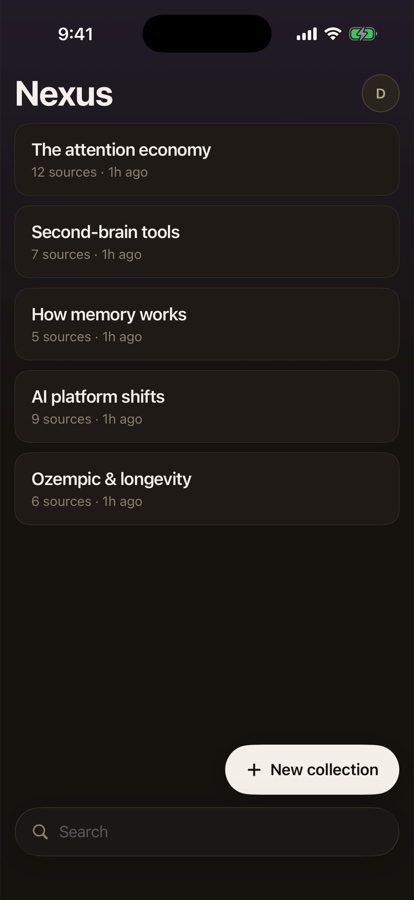 9:41
Nexus
D
The attention economy
12 sources · 1h ago
Second-brain tools
7 sources · 1h ago
How memory works
5 sources · 1h ago
AI platform shifts
9 sources · 1h ago
Ozempic & longevity
6 sources · 1h ago
+ New collection
Search